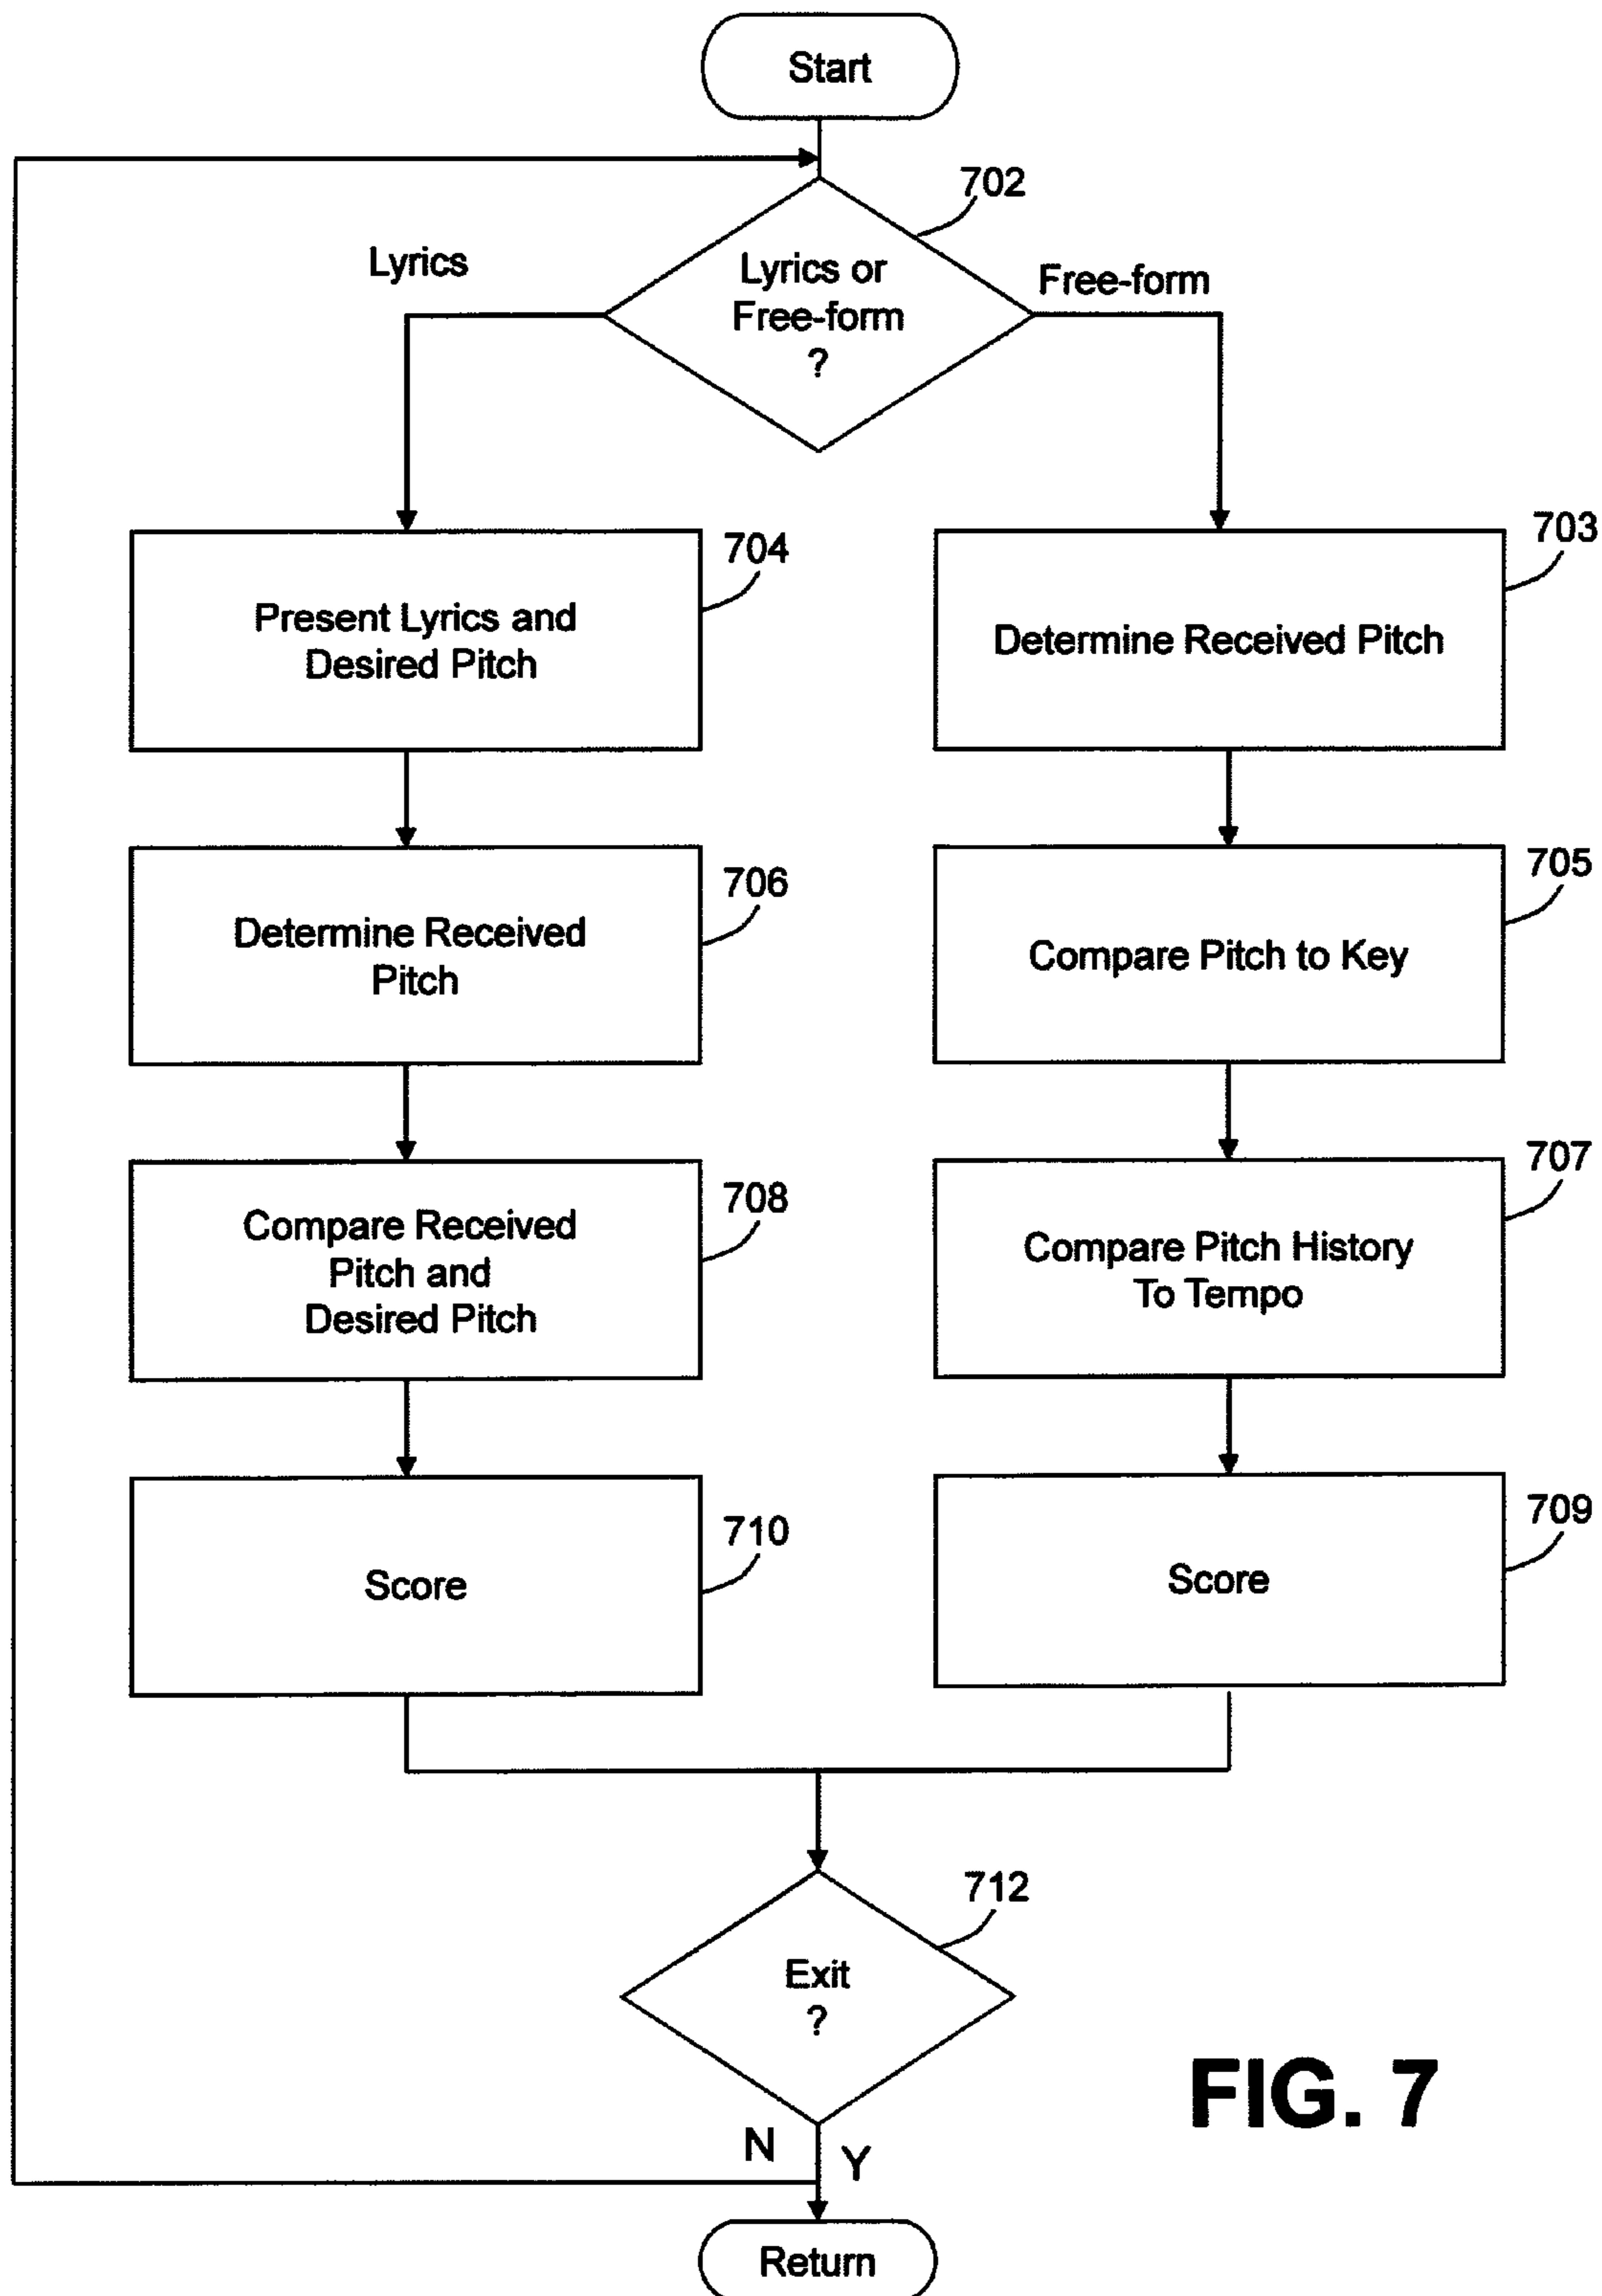 Start
702
Lyrics
Lyrics or
Free-form
?
Free-form
704
Present Lyrics and
Desired Pitch
703
Determine Received Pitch
706
Determine Received
Pitch
705
Compare Pitch to Key
708
Compare Received
Pitch and
Desired Pitch
707
Compare Pitch History
To Tempo
710
Score
709
Score
712
Exit
?
N
Y
Return
FIG. 7